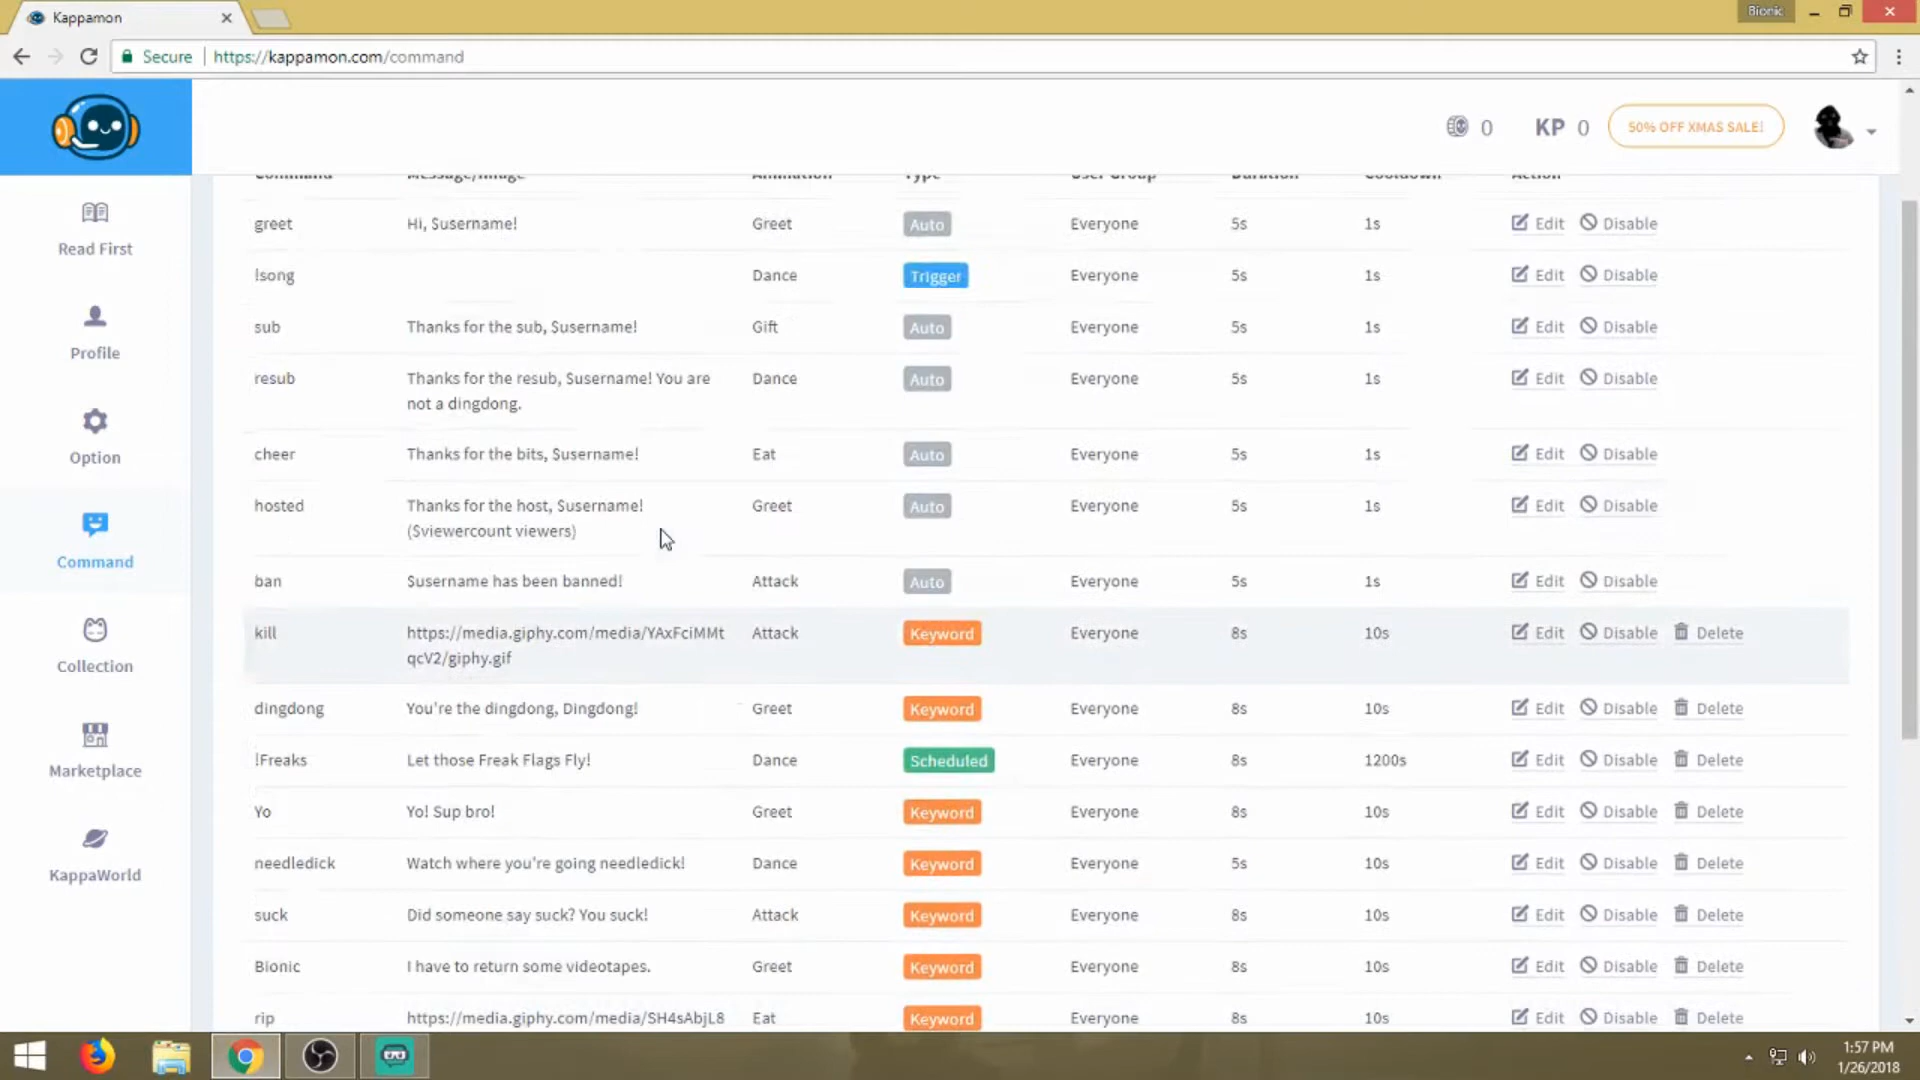 Kappamon
Bionic
Secure https://kappamon.com/command
0 KP 0 50% OFF XMAS SALE!
Command Message/Image Animation Type User Group Duration Cooldown Action
greet Hi, $username! Greet Auto Everyone 5s 1s Edit Disable
!song Dance Trigger Everyone 5s 1s Edit Disable
sub Thanks for the sub, $username! Gift Auto Everyone 5s 1s Edit Disable
resub Thanks for the resub, $username! You are Dance Auto Everyone 5s 1s Edit Disable
not a dingdong.
cheer Thanks for the bits, $username! Eat Auto Everyone 5s 1s Edit Disable
hosted Thanks for the host, $username! Greet Auto Everyone 5s 1s Edit Disable
($viewercount viewers)
ban $username has been banned! Attack Auto Everyone 5s 1s Edit Disable
kill https://media.giphy.com/media/YAxFciMMt Attack Keyword Everyone 8s 10s Edit Disable Delete
qcV2/giphy.gif
dingdong You're the dingdong, Dingdong! Greet Keyword Everyone 8s 10s Edit Disable Delete
!Freaks Let those Freak Flags Fly! Dance Scheduled Everyone 8s 1200s Edit Disable Delete
Yo Yo! Sup bro! Greet Keyword Everyone 8s 10s Edit Disable Delete
needledick Watch where you're going needledick! Dance Keyword Everyone 5s 10s Edit Disable Delete
suck Did someone say suck? You suck! Attack Keyword Everyone 8s 10s Edit Disable Delete
Bionic I have to return some videotapes. Greet Keyword Everyone 8s 10s Edit Disable Delete
rip https://media.giphy.com/media/SH4sAbjL8 Eat Keyword Everyone 8s 10s Edit Disable Delete
Read First
Profile
Option
Command
Collection
Marketplace
KappaWorld
1:57 PM
1/26/2018